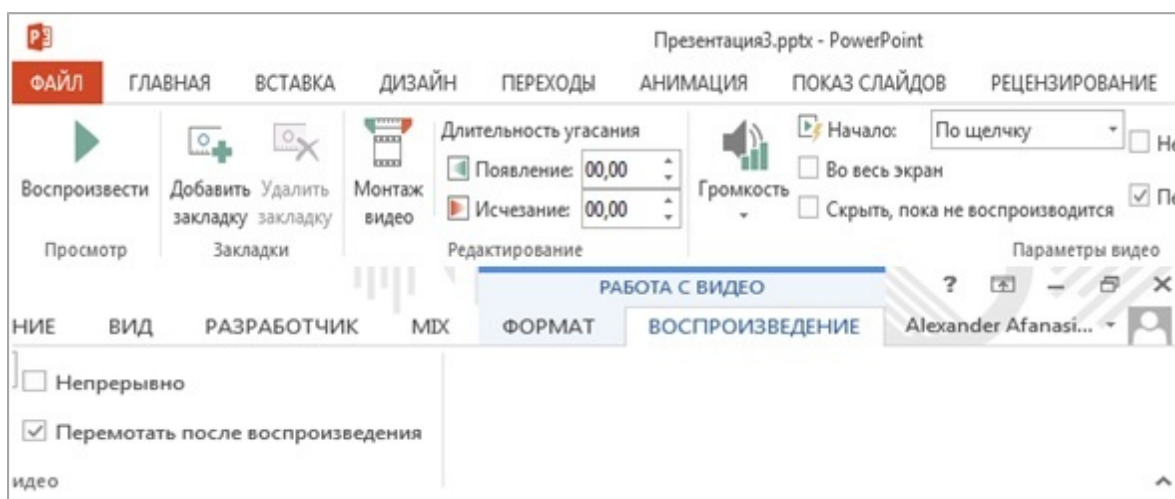 Презентация3.pptx - PowerPoint
ФАЙЛ ГЛАВНАЯ ВСТАВКА ДИЗАЙН ПЕРЕХОДЫ АНИМАЦИЯ ПОКАЗ СЛАЙДОВ РЕЦЕНЗИРОВАНИЕ
Воспроизвести
Просмотр
Добавить закладку
Удалить закладку
Закладки
Монтаж видео
Длительность угасания
Появление: 00,00
Исчезание: 00,00
Редактирование
Громкость
Начало: По щелчку
Во весь экран
Скрыть, пока не воспроизводится
Не
Пе
Параметры видео
РАБОТА С ВИДЕО ?
НИЕ ВИД РАЗРАБОТЧИК MIX ФОРМАТ ВОСПРОИЗВЕДЕНИЕ Alexander Afanasi...
Непрерывно
Перемотать после воспроизведения
идео